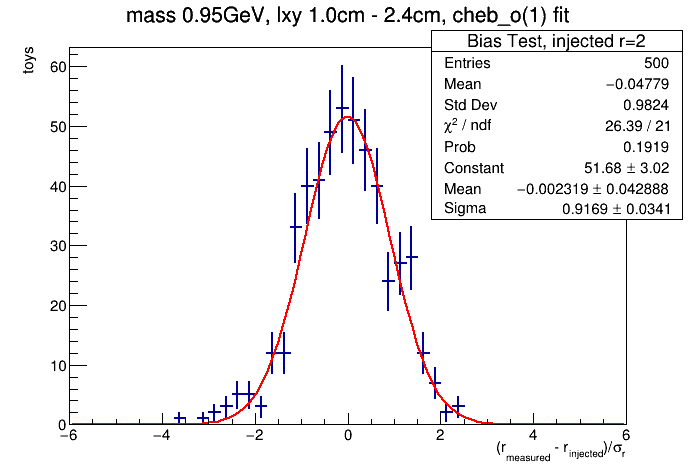 mass 0.95GeV, lxy 1.0cm - 2.4cm, cheb_o(1) fit
Bias Test, injected r=2
Entries 500
Mean −0.04779
Std Dev 0.9824
χ² / ndf 26.39 / 21
Prob 0.1919
Constant 51.68 ± 3.02
Mean −0.002319 ± 0.042888
Sigma 0.9169 ± 0.0341
toys
60
50
40
30
20
10
0
−6 −4 −2 0 2 4 6
(r_measured - r_injected)/σ_r